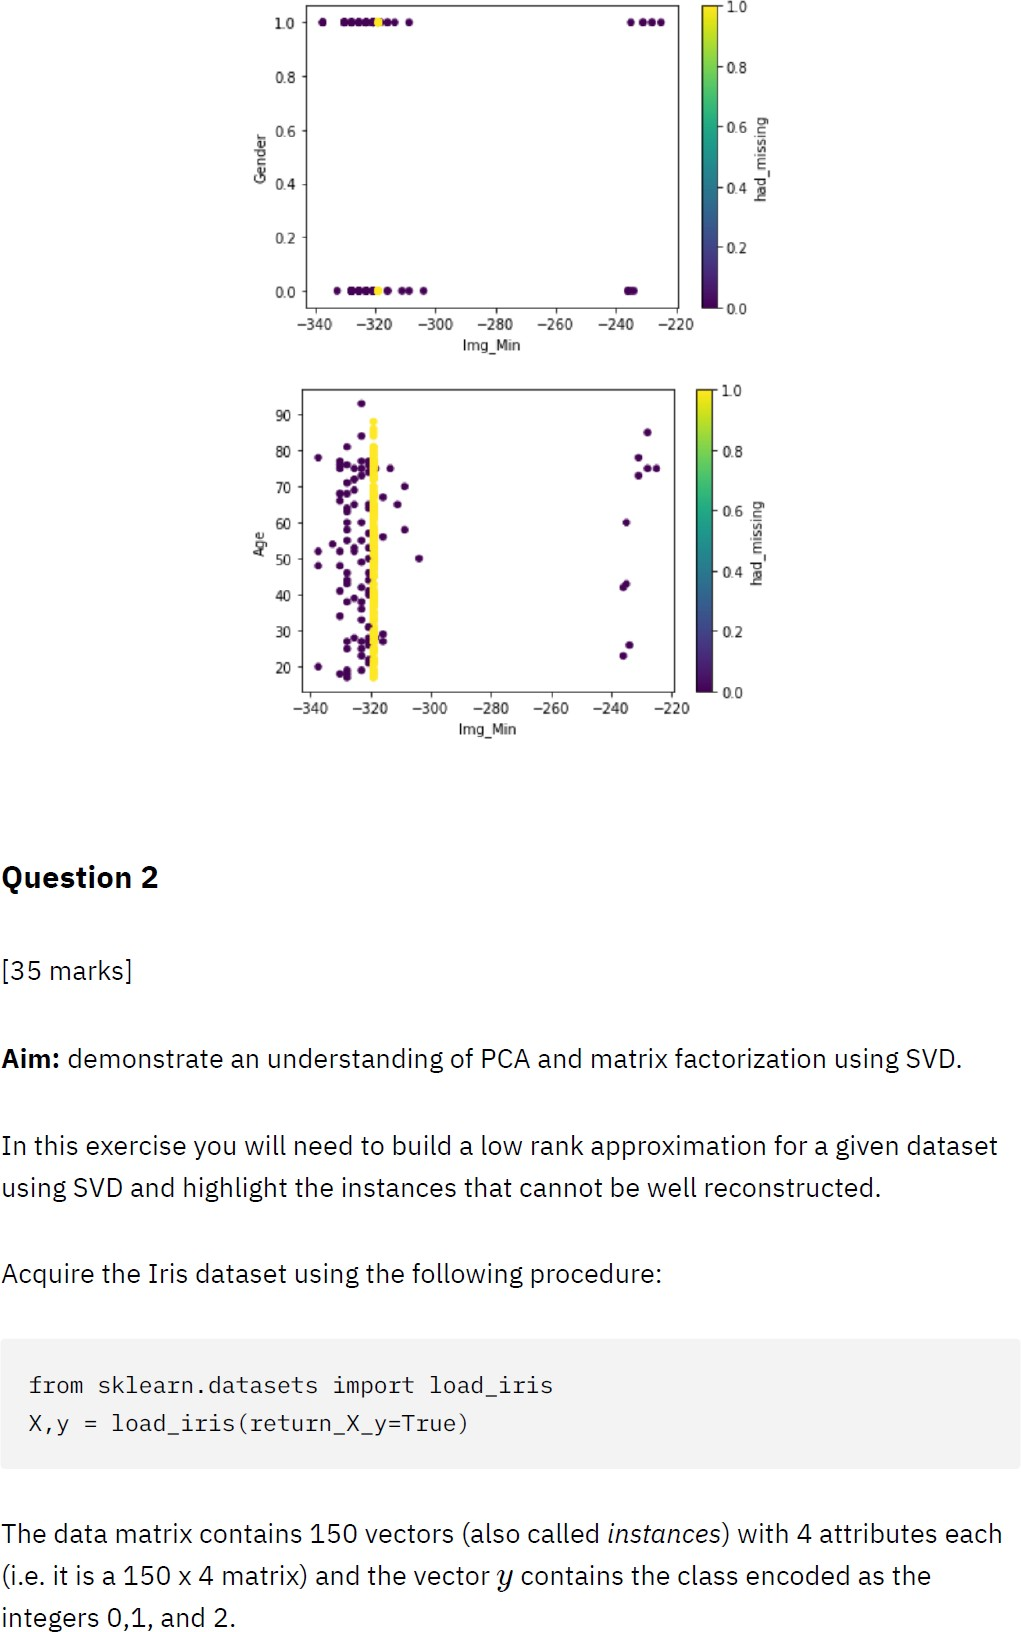 1.0
0.8
0.6
0.4
0.2
0.0
Gender
−340 −320 −300 −280 −260 −240 −220
Img_Min
1.0
0.8
0.6
0.4
0.2
0.0
had_missing
90
80
70
60
50
40
30
20
Age
−340 −320 −300 −280 −260 −240 −220
Img_Min
1.0
0.8
0.6
0.4
0.2
0.0
had_missing
Question 2
[35 marks]
Aim: demonstrate an understanding of PCA and matrix factorization using SVD.
In this exercise you will need to build a low rank approximation for a given dataset
using SVD and highlight the instances that cannot be well reconstructed.
Acquire the Iris dataset using the following procedure:
from sklearn.datasets import load_iris
X,y = load_iris(return_X_y=True)
The data matrix contains 150 vectors (also called instances) with 4 attributes each
(i.e. it is a 150 x 4 matrix) and the vector y contains the class encoded as the
integers 0,1, and 2.